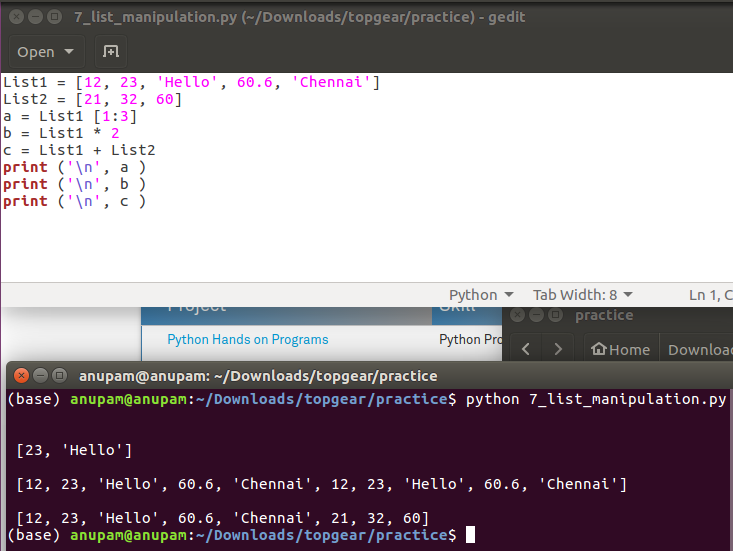 7_list_manipulation.py (~/Downloads/topgear/practice) - gedit
Open
List1 = [12, 23, 'Hello', 60.6, 'Chennai']
List2 = [21, 32, 60]
a = List1 [1:3]
b = List1 * 2
c = List1 + List2
print ('\n', a )
print ('\n', b )
print ('\n', c )
Python Tab Width: 8 Ln 1, C
Project Skill
practice
Python Hands on Programs Python Pro
Home Downloa
anupam@anupam: ~/Downloads/topgear/practice
(base) anupam@anupam:~/Downloads/topgear/practice$ python 7_list_manipulation.py
[23, 'Hello']
[12, 23, 'Hello', 60.6, 'Chennai', 12, 23, 'Hello', 60.6, 'Chennai']
[12, 23, 'Hello', 60.6, 'Chennai', 21, 32, 60]
(base) anupam@anupam:~/Downloads/topgear/practice$